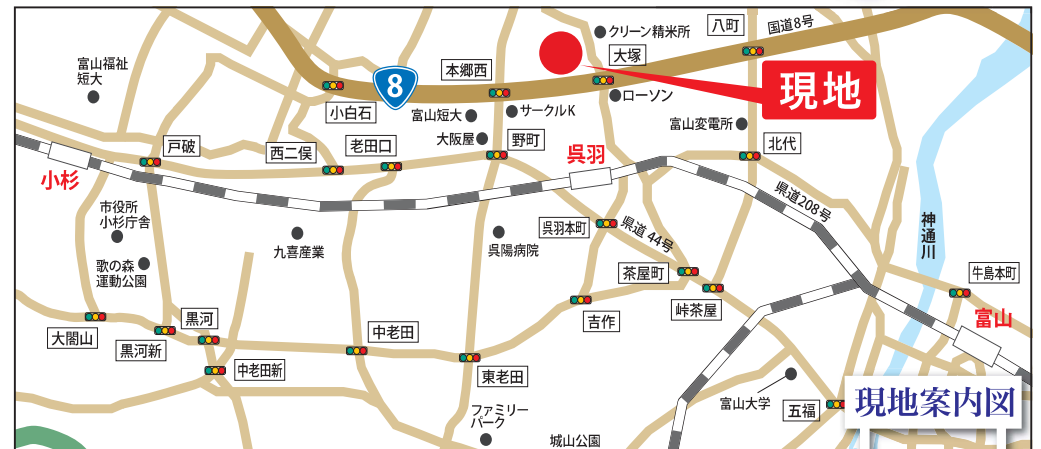 八町
国道8号
クリーン精米所
大塚
富山福祉
短大
本郷西
8
現地
小白石
富山短大
サークルK
ローソン
富山変電所
戸破
西二俣
老田口
大阪屋
野町
呉羽
北代
小杉
県道208号
市役所
小杉庁舎
呉羽本町
県道 44号
神通川
九喜産業
呉陽病院
歌の森
運動公園
茶屋町
牛島本町
峠茶屋
大閤山
黒河
黒河新
中老田
吉作
富山
中老田新
東老田
富山大学
五福
現地案内図
ファミリー
パーク
城山公園